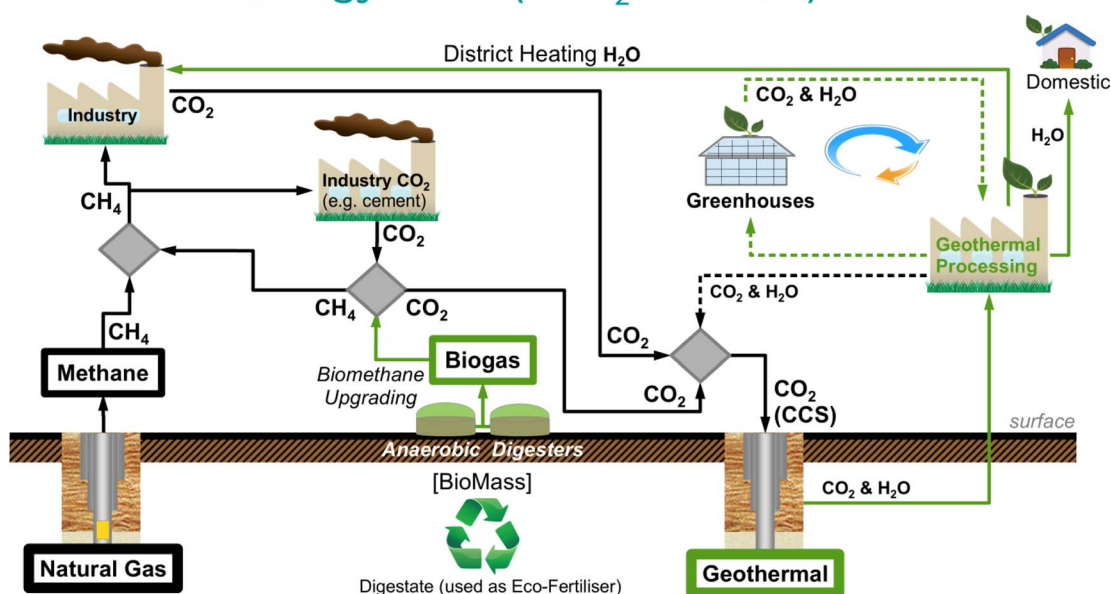 District Heating H₂O
Domestic
Industry
CO₂
CO₂ & H₂O
H₂O
Industry CO₂
(e.g. cement)
CH₄
Greenhouses
CO₂
Geothermal
Processing
CH₄
CO₂
CO₂ & H₂O
CH₄
CO₂
Methane
Biogas
Biomethane
Upgrading
CO₂
CO₂
(CCS)
surface
Anaerobic Digesters
[BioMass]
CO₂ & H₂O
Natural Gas
Geothermal
Digestate (used as Eco-Fertiliser)